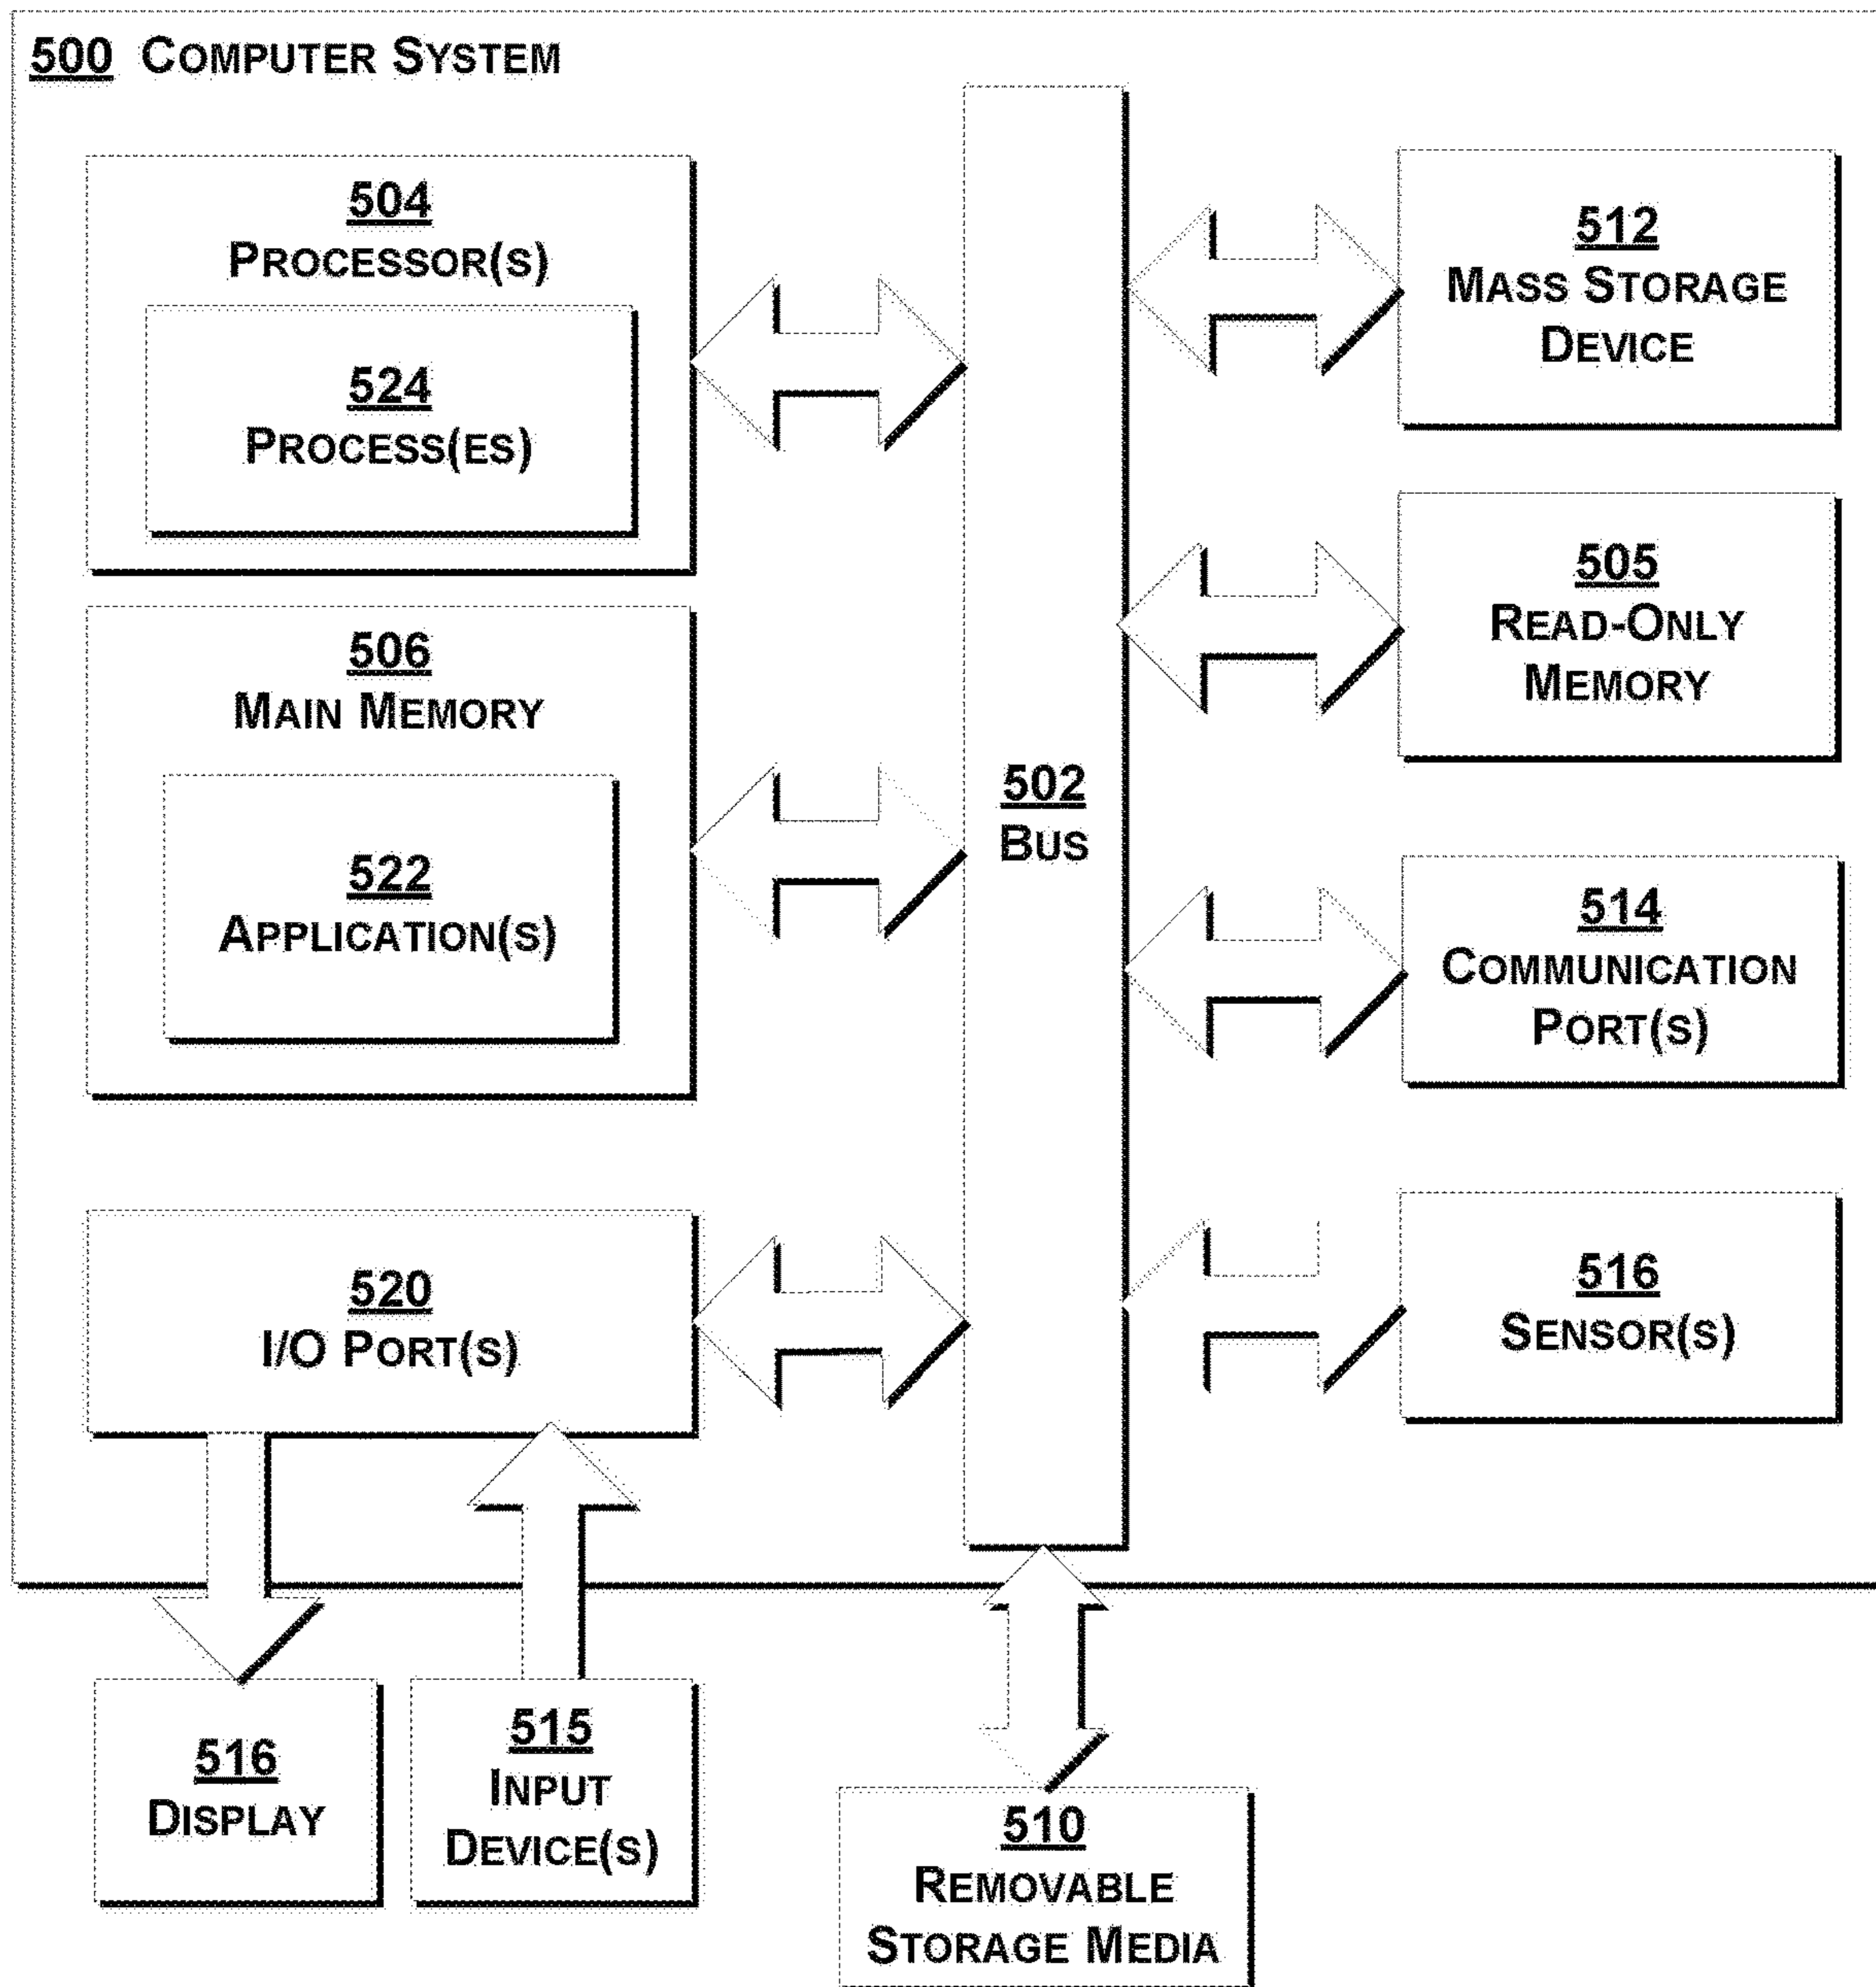 500 COMPUTER SYSTEM
504
PROCESSOR(S)
524
PROCESS(ES)
506
MAIN MEMORY
522
APPLICATION(S)
520
I/O PORT(S)
502
BUS
512
MASS STORAGE
DEVICE
505
READ-ONLY
MEMORY
514
COMMUNICATION
PORT(S)
516
SENSOR(S)
516
DISPLAY
515
INPUT
DEVICE(S)
510
REMOVABLE
STORAGE MEDIA